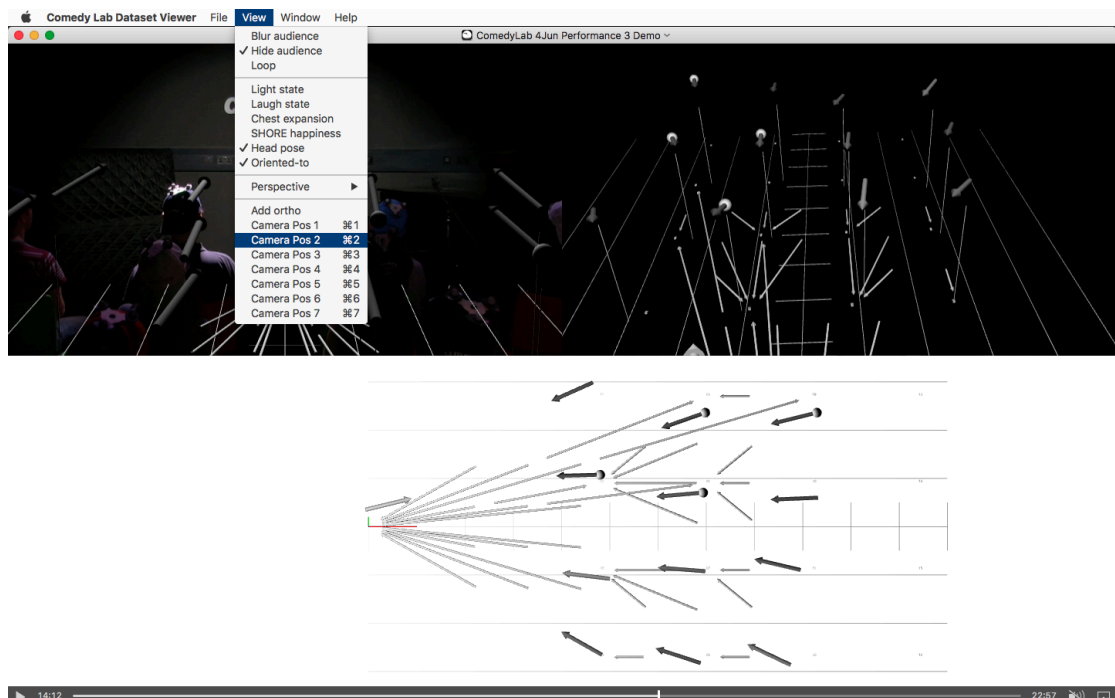 Comedy Lab Dataset Viewer File View Window Help
ComedyLab 4Jun Performance 3 Demo
Blur audience
✓ Hide audience
Loop
Light state
Laugh state
Chest expansion
SHORE happiness
✓ Head pose
✓ Oriented-to
Perspective ▶
Add ortho
Camera Pos 1 ⌘1
Camera Pos 2 ⌘2
Camera Pos 3 ⌘3
Camera Pos 4 ⌘4
Camera Pos 5 ⌘5
Camera Pos 6 ⌘6
Camera Pos 7 ⌘7
14:12 22:57